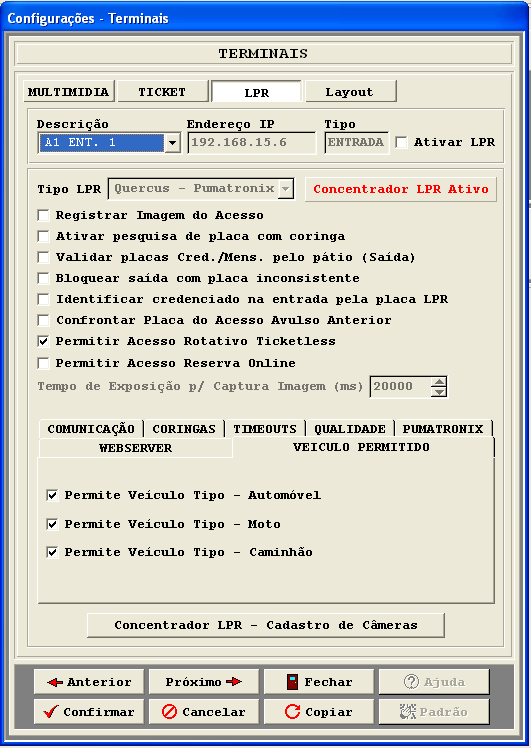 Configurações - Terminais
TERMINAIS
MULTIMIDIA TICKET LPR Layout
Descrição Endereço IP Tipo
A1 ENT. 1 192.168.15.6 ENTRADA Ativar LPR
Tipo LPR Quercus - Pumatronix Concentrador LPR Ativo
Registrar Imagem do Acesso
Ativar pesquisa de placa com coringa
Validar placas Cred./Mens. pelo pátio (Saída)
Bloquear saída com placa inconsistente
Identificar credenciado na entrada pela placa LPR
Confrontar Placa do Acesso Avulso Anterior
Permitir Acesso Rotativo Ticketless
Permitir Acesso Reserva Online
Tempo de Exposição p/ Captura Imagem (ms) 20000
COMUNICAÇÃO CORINGAS TIMEOUTS QUALIDADE PUMATRONIX
WEBSERVER VEICULO PERMITIDO
Permite Veículo Tipo - Automóvel
Permite Veículo Tipo - Moto
Permite Veículo Tipo - Caminhão
Concentrador LPR - Cadastro de Câmeras
Anterior Próximo Fechar Ajuda
Confirmar Cancelar Copiar Padrão